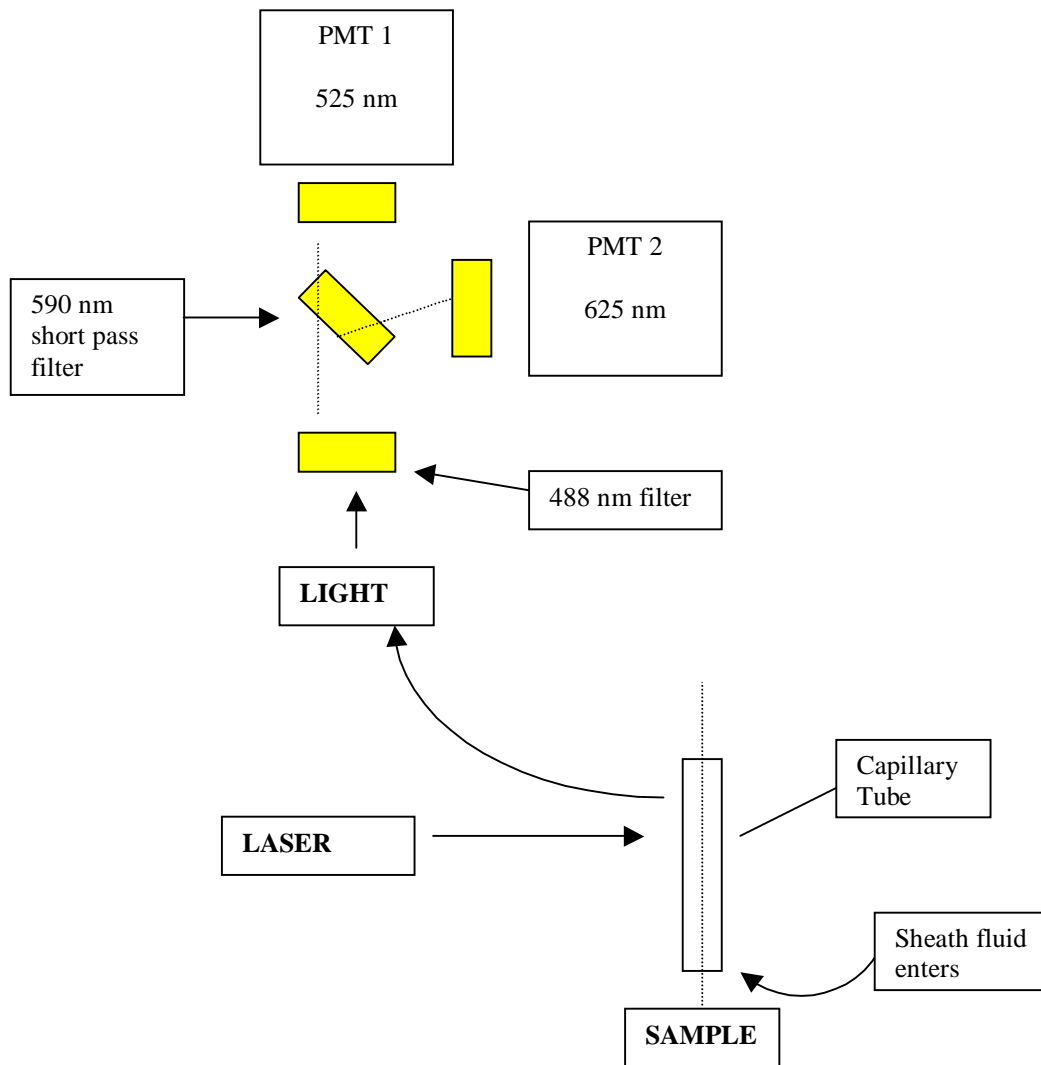 PMT 1
525 nm
PMT 2
625 nm
590 nm
short pass
filter
488 nm filter
LIGHT
Capillary
Tube
LASER
Sheath fluid
enters
SAMPLE